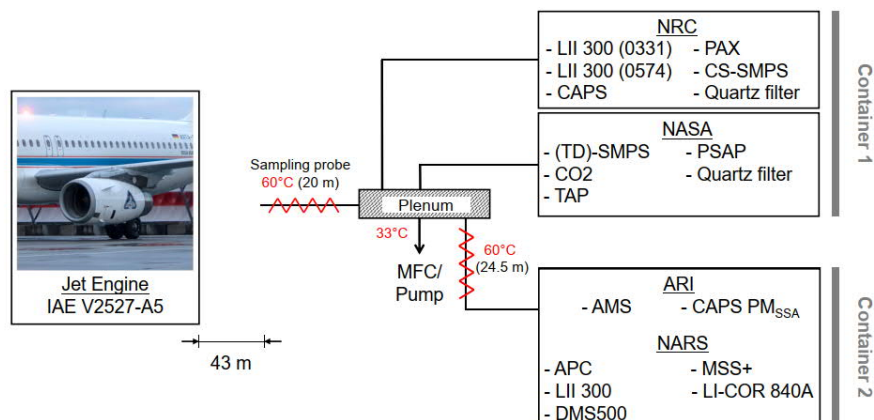 NRC
- LII 300 (0331) - PAX
- LII 300 (0574) - CS-SMPS
- CAPS - Quartz filter
Container 1
NASA
- (TD)-SMPS - PSAP
- CO2 - Quartz filter
- TAP
Sampling probe
60°C (20 m)
Plenum
33°C
MFC/
Pump
60°C
(24.5 m)
Jet Engine
IAE V2527-A5
43 m
ARI
- AMS - CAPS PMSSA
NARS
- APC - MSS+
- LII 300 - LI-COR 840A
- DMS500
Container 2